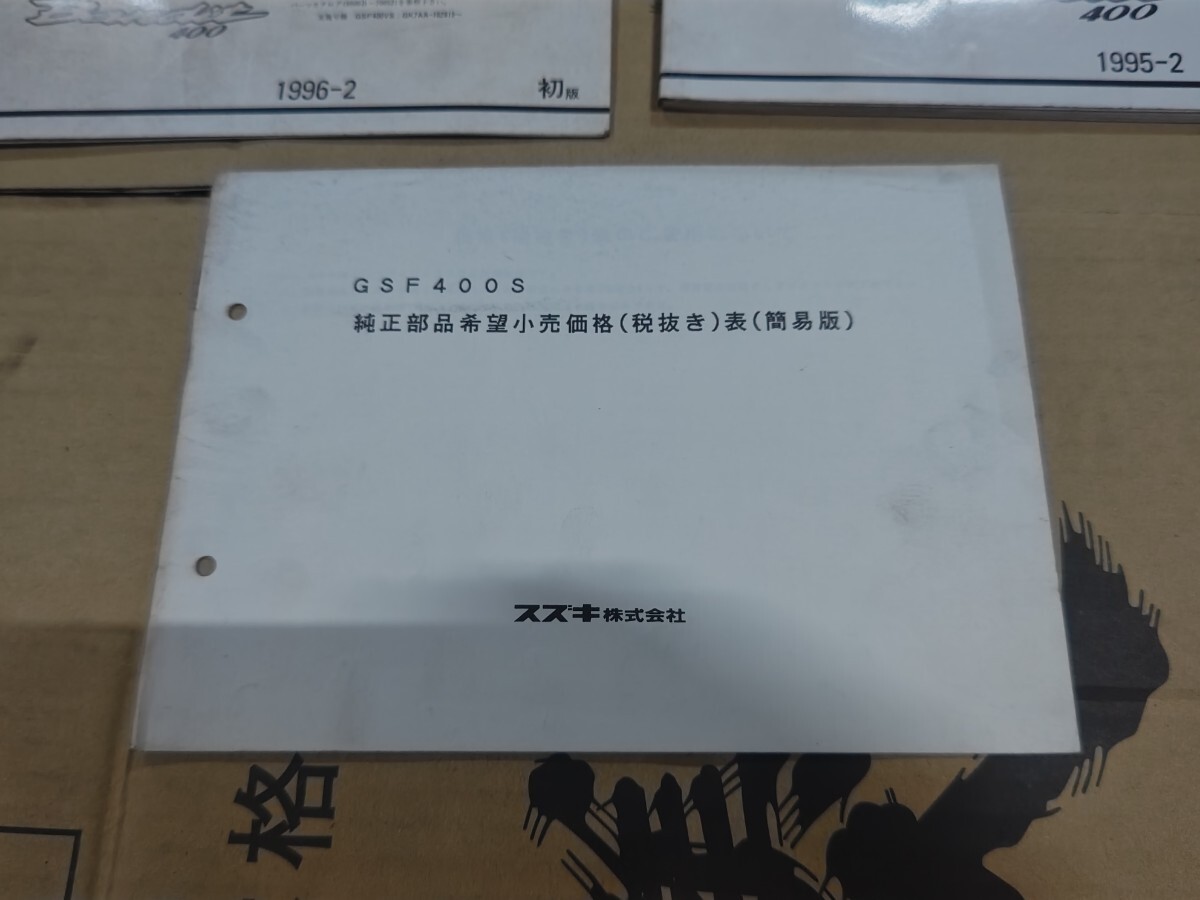 400
1996-2
初版
400
1995-2
GSF400S
純正部品希望小売価格(税抜き)表(簡易版)
スズキ株式会社
格